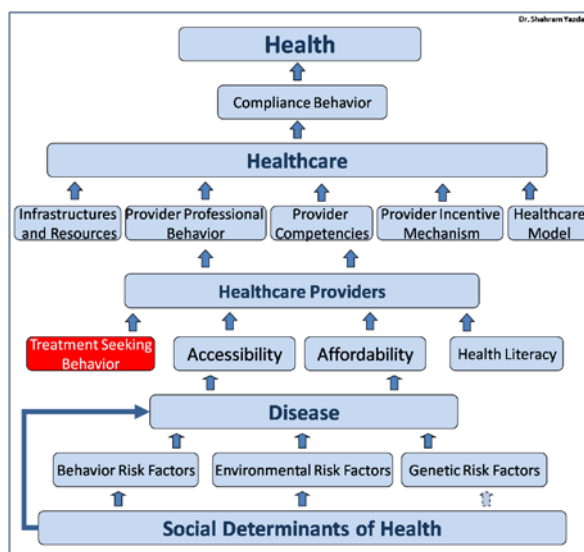 Dr. Shahram Yazda
Health
Compliance Behavior
Healthcare
Infrastructures
and Resources
Provider Professional
Behavior
Provider
Competencies
Provider Incentive
Mechanism
Healthcare
Model
Healthcare Providers
Treatment Seeking
Behavior
Accessibility
Affordability
Health Literacy
Disease
Behavior Risk Factors
Environmental Risk Factors
Genetic Risk Factors
Social Determinants of Health